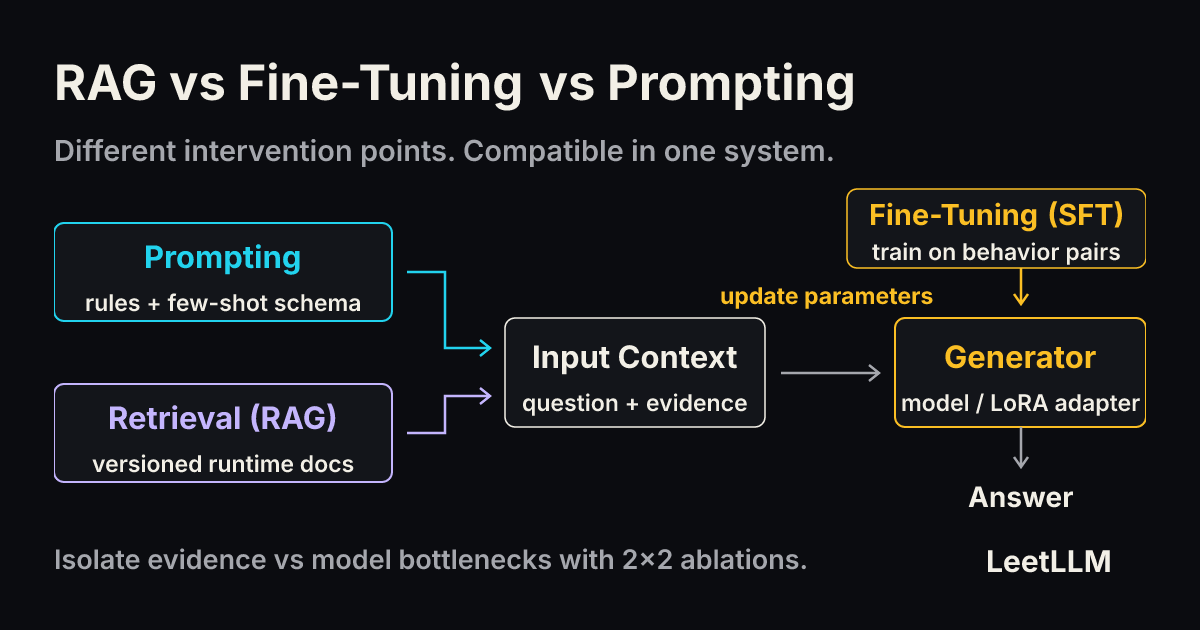 RAG vs Fine-Tuning vs Prompting
Different intervention points. Compatible in one system.
Prompting
rules + few-shot schema
Retrieval (RAG)
versioned runtime docs
Input Context
question + evidence
Fine-Tuning (SFT)
train on behavior pairs
update parameters
Generator
model / LoRA adapter
Answer
Isolate evidence vs model bottlenecks with 2×2 ablations.
LeetLLM